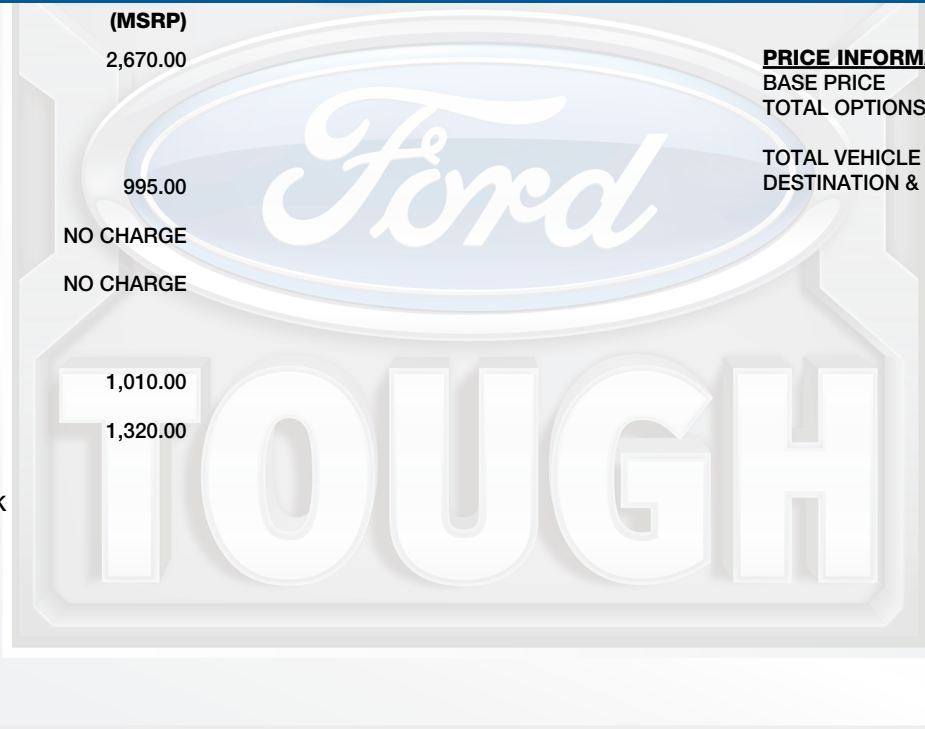 (MSRP)
2,670.00
995.00
NO CHARGE
NO CHARGE
1,010.00
1,320.00
K
PRICE INFORMA
BASE PRICE
TOTAL OPTIONS
TOTAL VEHICLE
DESTINATION &
Ford
TOUGH